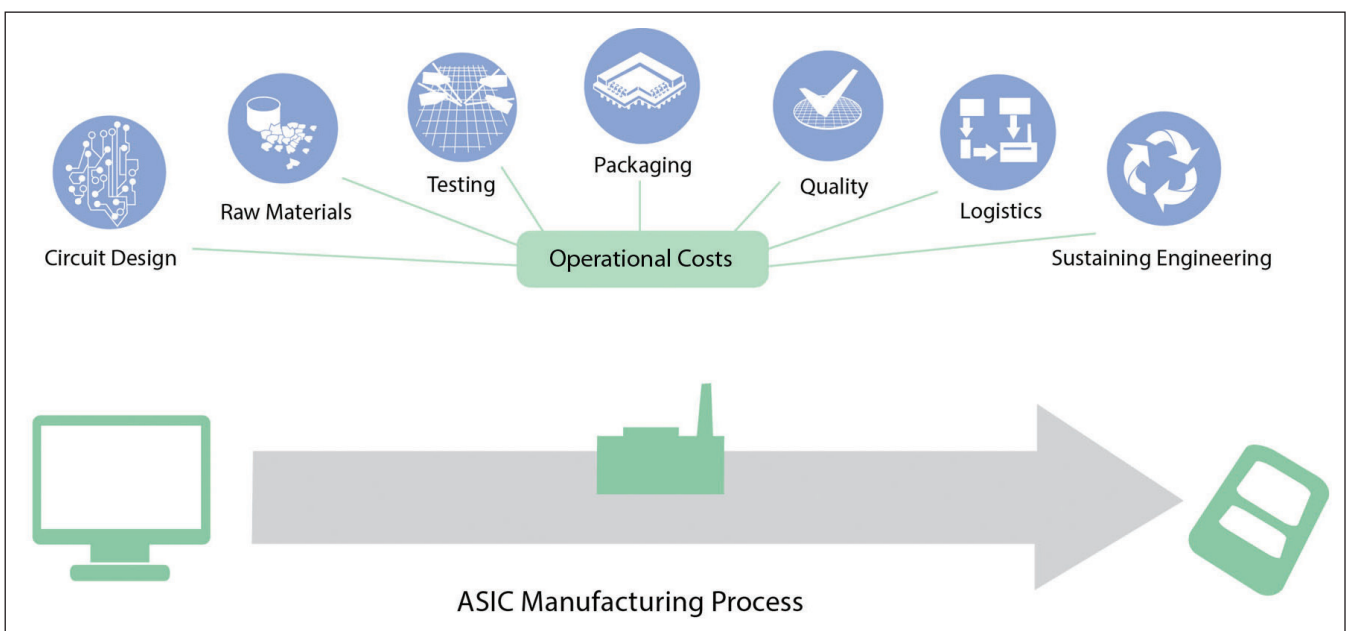 Circuit Design
Raw Materials
Testing
Packaging
Quality
Logistics
Sustaining Engineering
Operational Costs
ASIC Manufacturing Process